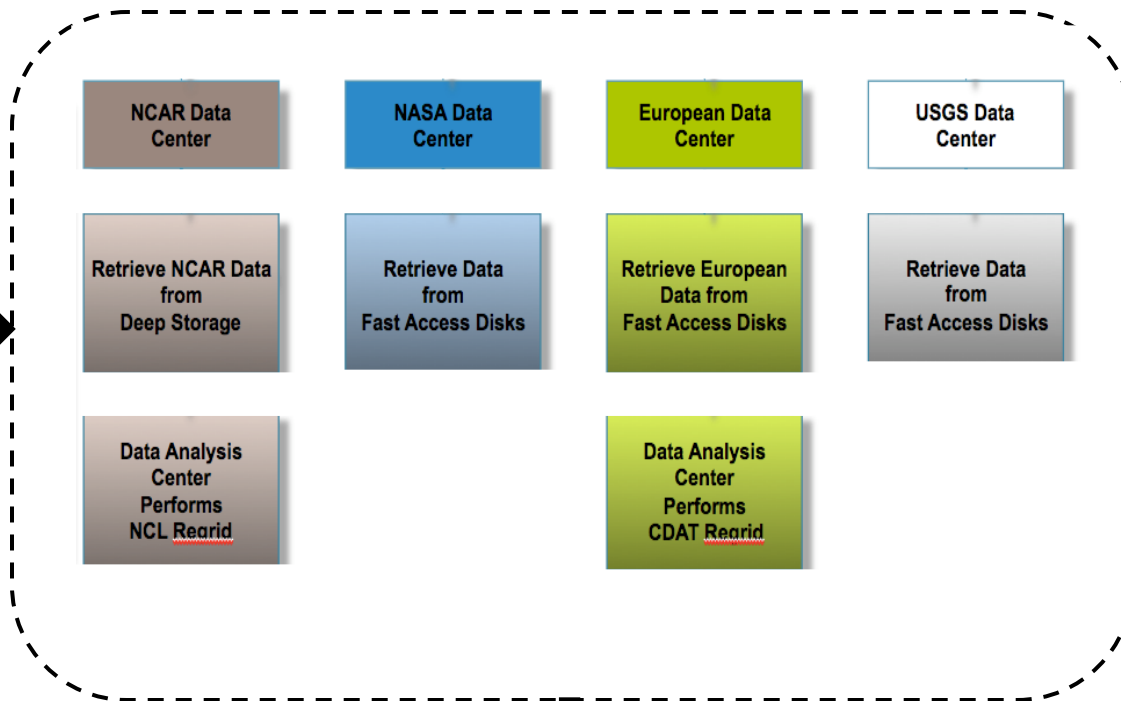 NCAR Data
Center
NASA Data
Center
European Data
Center
USGS Data
Center
Retrieve NCAR Data
from
Deep Storage
Retrieve Data
from
Fast Access Disks
Retrieve European
Data from
Fast Access Disks
Retrieve Data
from
Fast Access Disks
Data Analysis
Center
Performs
NCL Regrid
Data Analysis
Center
Performs
CDAT Regrid